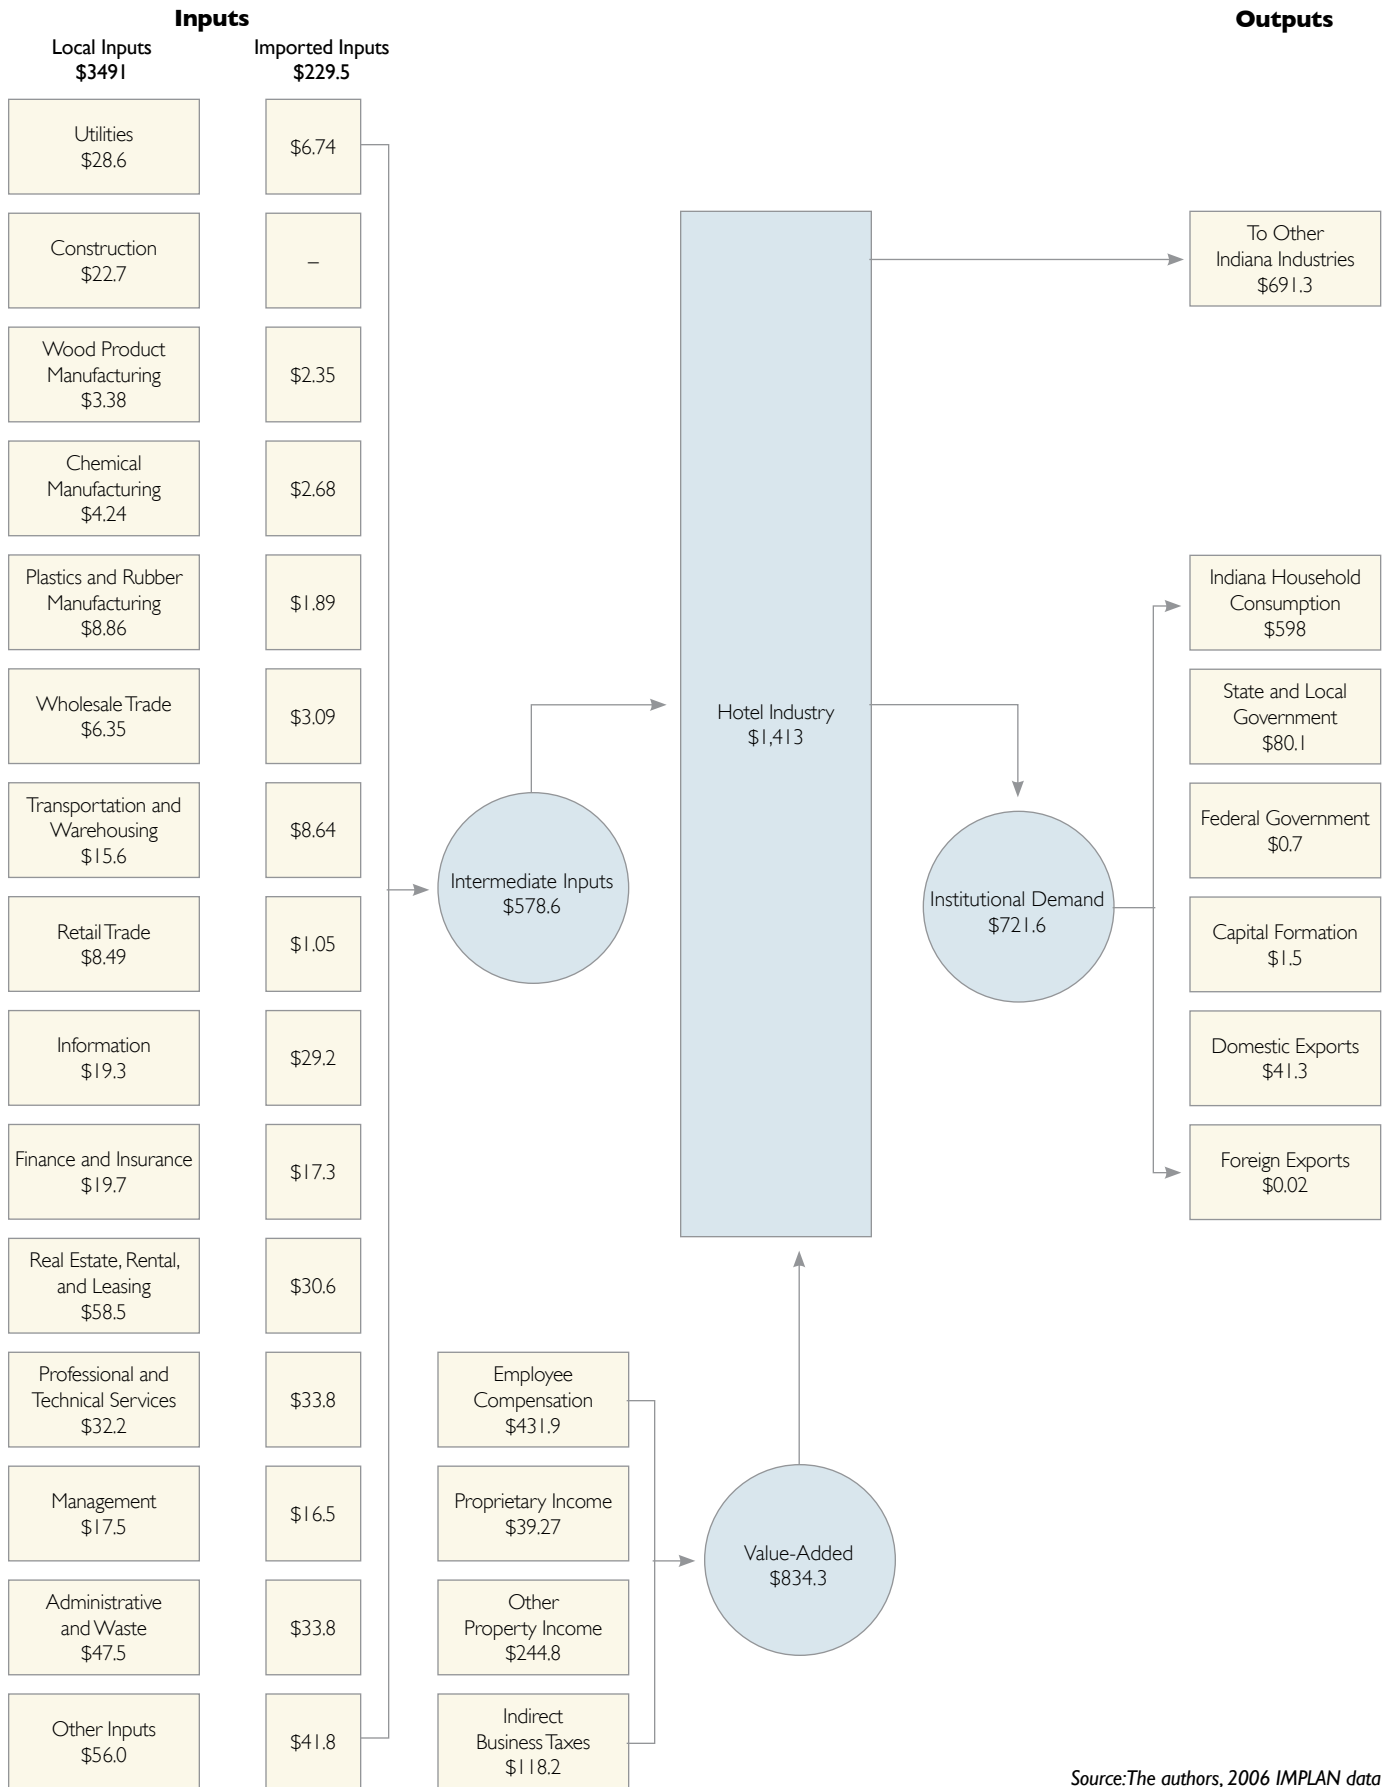 Inputs
Outputs
Local Inputs
$3491
Imported Inputs
$229.5
Utilities
$28.6
$6.74
Construction
$22.7
–
Wood Product
Manufacturing
$3.38
$2.35
Chemical
Manufacturing
$4.24
$2.68
Plastics and Rubber
Manufacturing
$8.86
$1.89
Wholesale Trade
$6.35
$3.09
Transportation and
Warehousing
$15.6
$8.64
Retail Trade
$8.49
$1.05
Information
$19.3
$29.2
Finance and Insurance
$19.7
$17.3
Real Estate, Rental,
and Leasing
$58.5
$30.6
Professional and
Technical Services
$32.2
$33.8
Management
$17.5
$16.5
Administrative
and Waste
$47.5
$33.8
Other Inputs
$56.0
$41.8
Intermediate Inputs
$578.6
Employee
Compensation
$431.9
Proprietary Income
$39.27
Other
Property Income
$244.8
Indirect
Business Taxes
$118.2
Value-Added
$834.3
Hotel Industry
$1,413
Institutional Demand
$721.6
To Other
Indiana Industries
$691.3
Indiana Household
Consumption
$598
State and Local
Government
$80.1
Federal Government
$0.7
Capital Formation
$1.5
Domestic Exports
$41.3
Foreign Exports
$0.02
Source:The authors, 2006 IMPLAN data